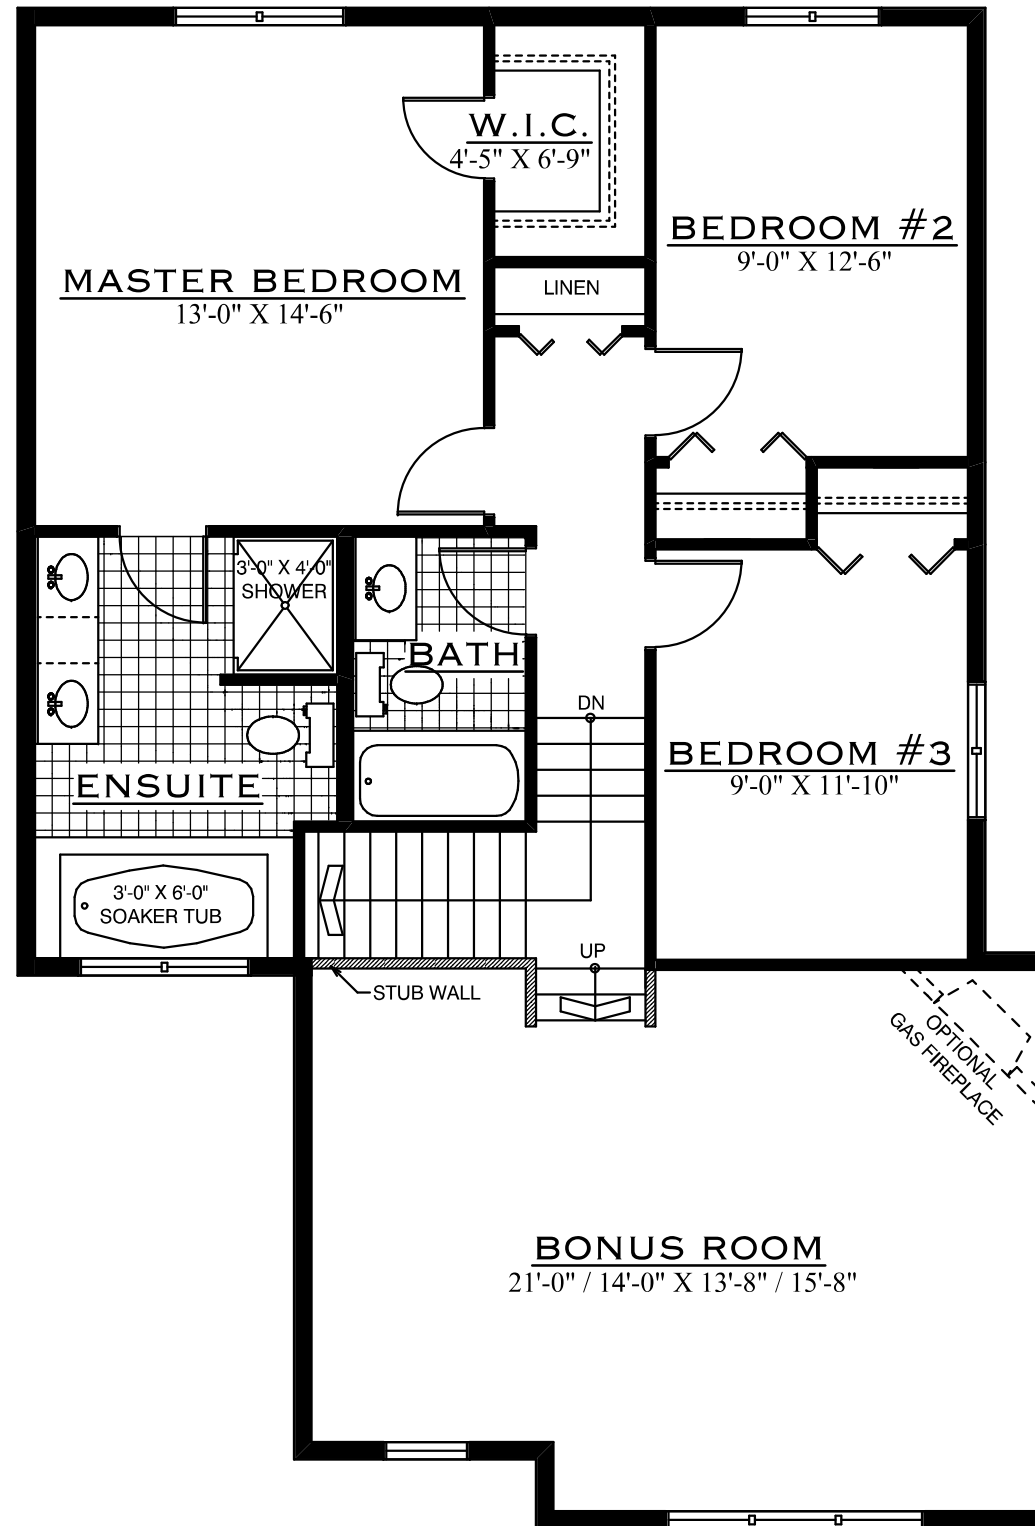 W.I.C.
4'-5" X 6'-9"
BEDROOM #2
9'-0" X 12'-6"
MASTER BEDROOM
13'-0" X 14'-6"
LINEN
3'-0" X 4'-0"
SHOWER
BATH
DN
BEDROOM #3
9'-0" X 11'-10"
ENSUITE
3'-0" X 6'-0"
SOAKER TUB
UP
STUB WALL
OPTIONAL
GAS FIREPLACE
BONUS ROOM
21'-0" / 14'-0" X 13'-8" / 15'-8"